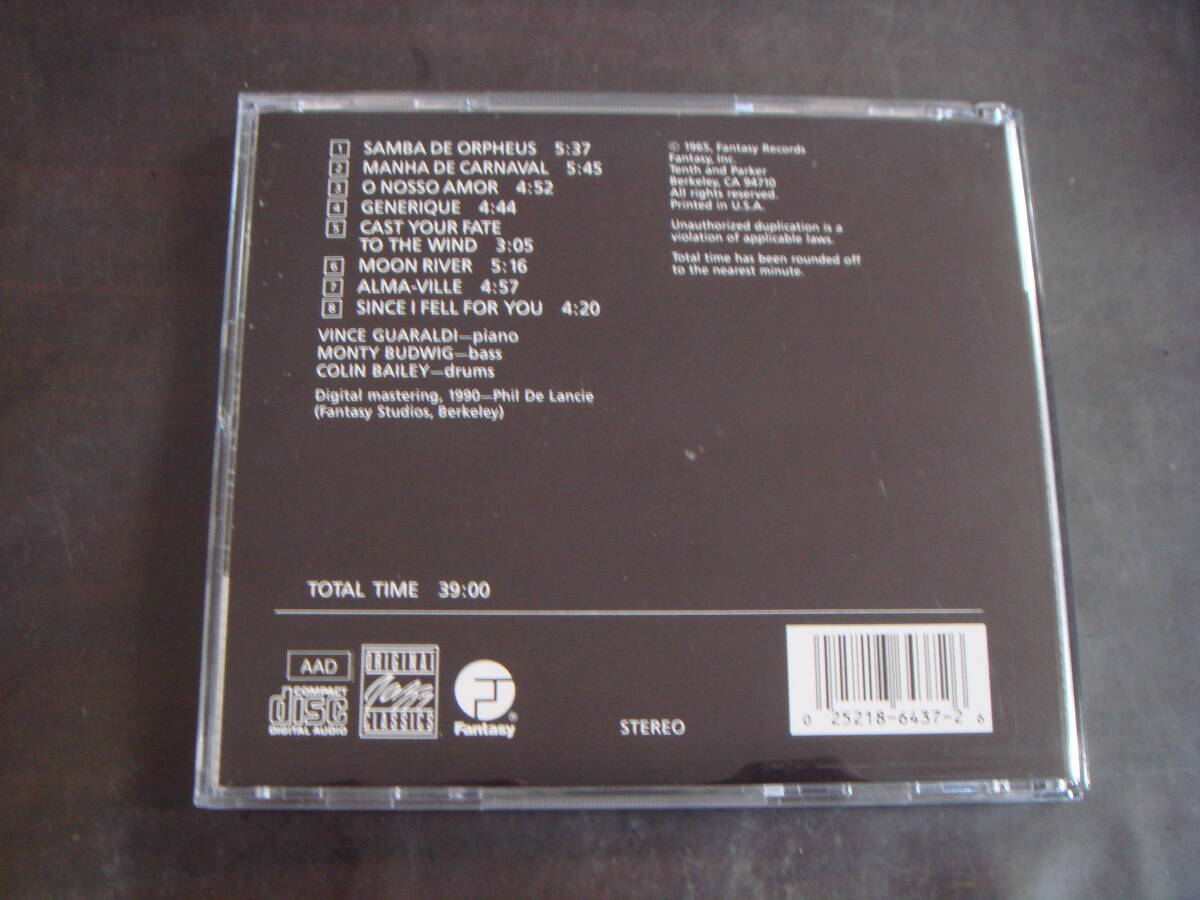 1 SAMBA DE ORPHEUS 5:37
2 MANHA DE CARNAVAL 5:45
3 O NOSSO AMOR 4:52
4 GENERIQUE 4:44
5 CAST YOUR FATE
TO THE WIND 3:05
6 MOON RIVER 5:16
7 ALMA-VILLE 4:57
8 SINCE I FELL FOR YOU 4:20
VINCE GUARALDI—piano
MONTY BUDWIG—bass
COLIN BAILEY—drums
Digital mastering, 1990—Phil De Lancie
(Fantasy Studios, Berkeley)
© 1965, Fantasy Records
Fantasy, Inc.
Tenth and Parker
Berkeley, CA 94710
All rights reserved.
Printed in U.S.A.
Unauthorized duplication is a
violation of applicable laws.
Total time has been rounded off
to the nearest minute.
TOTAL TIME 39:00
AAD
COMPACT
disc
DIGITAL AUDIO
ORIGINAL
Jazz
CLASSICS
Fantasy®
STEREO
0 25218-6437-2 6